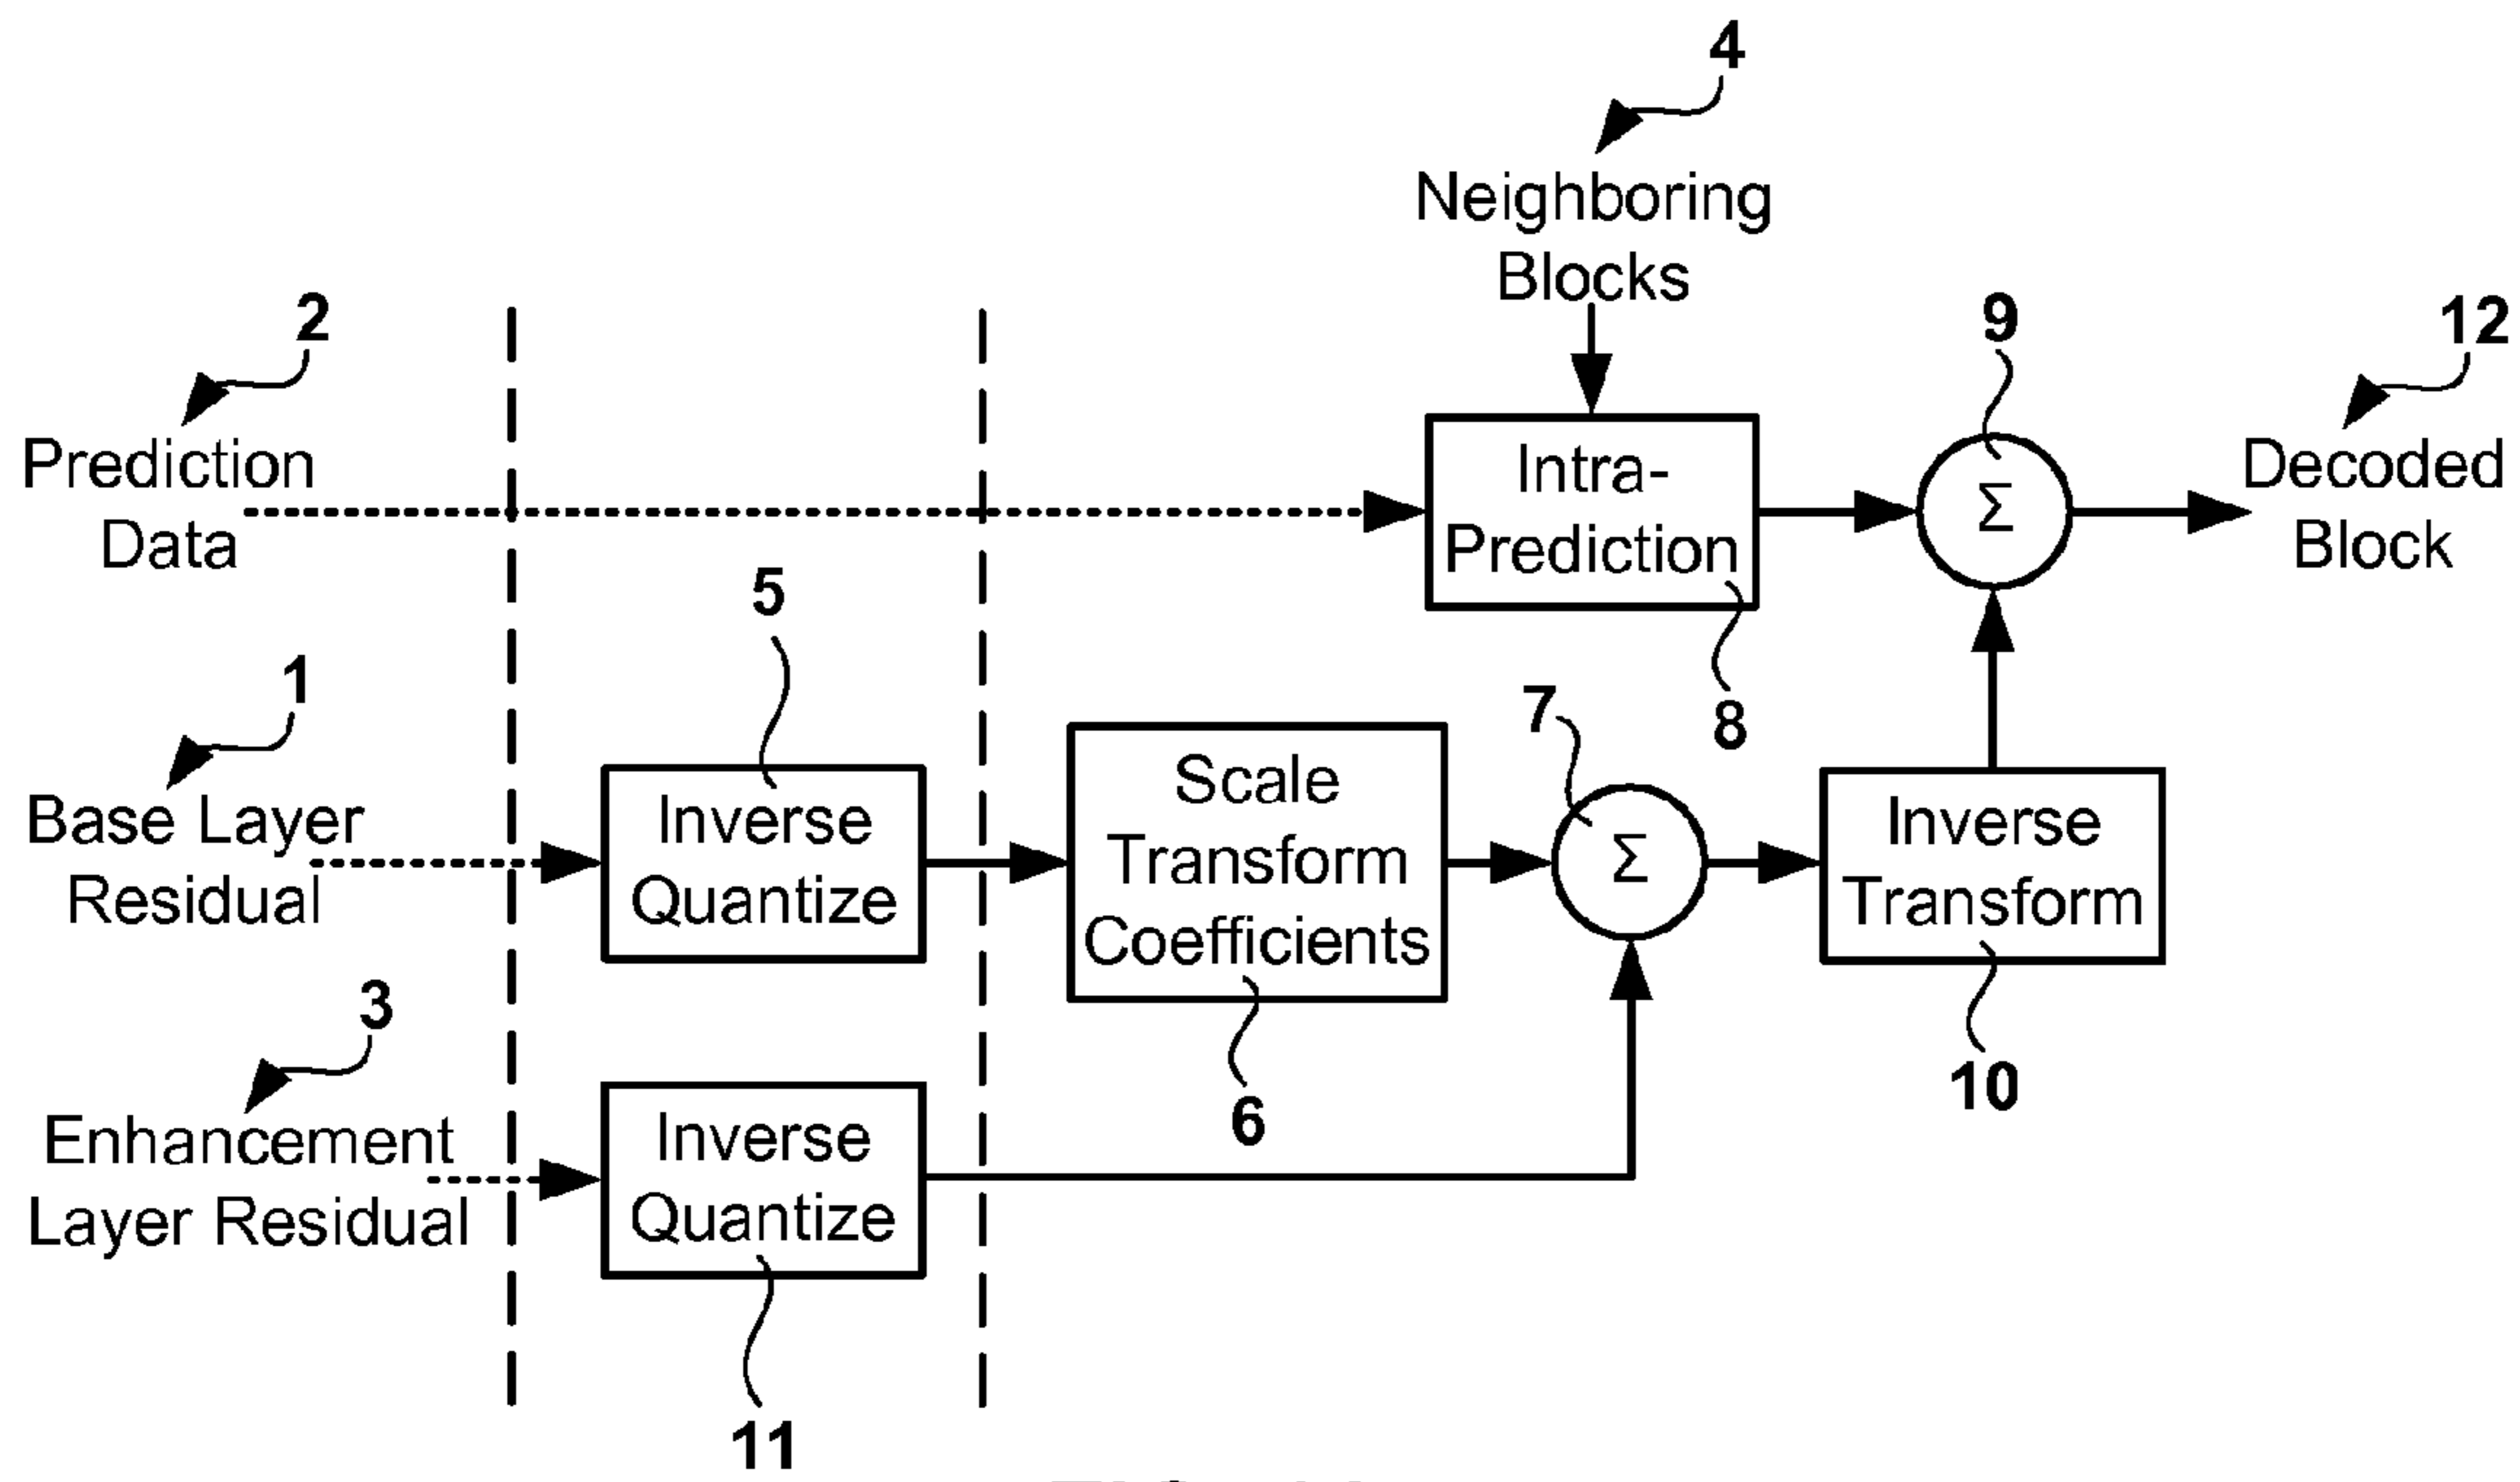 4
Neighboring
Blocks
2
Prediction
Data
9
12
Intra-
Prediction
8
Σ
Decoded
Block
1
Base Layer
Residual
5
Inverse
Quantize
Scale
Transform
Coefficients
6
7
Σ
Inverse
Transform
10
3
Enhancement
Layer Residual
Inverse
Quantize
11